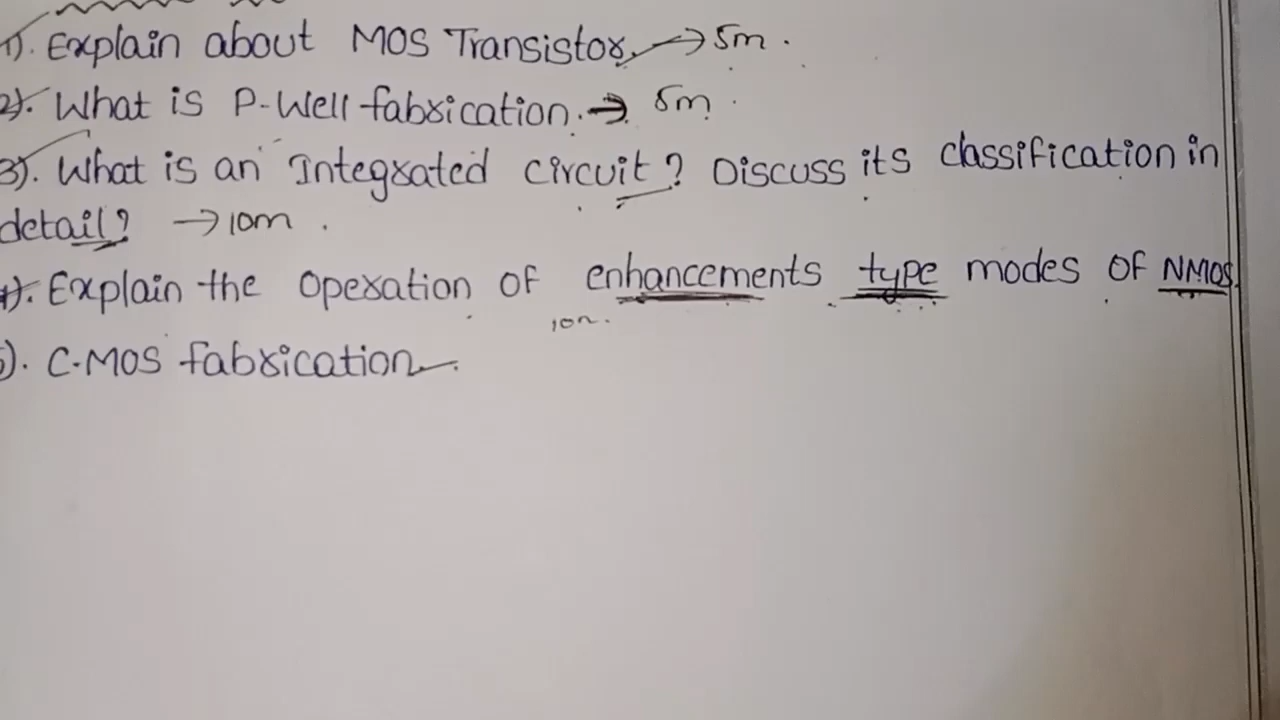 1). Explain about MOS Transistor. → 5m.
2). What is P-Well fabrication. → 5m.
3). What is an Integrated circuit? Discuss its classification in
detail? → 10m.
4). Explain the operation of enhancements type modes of NMOS.
10m.
5). C-MOS fabrication.